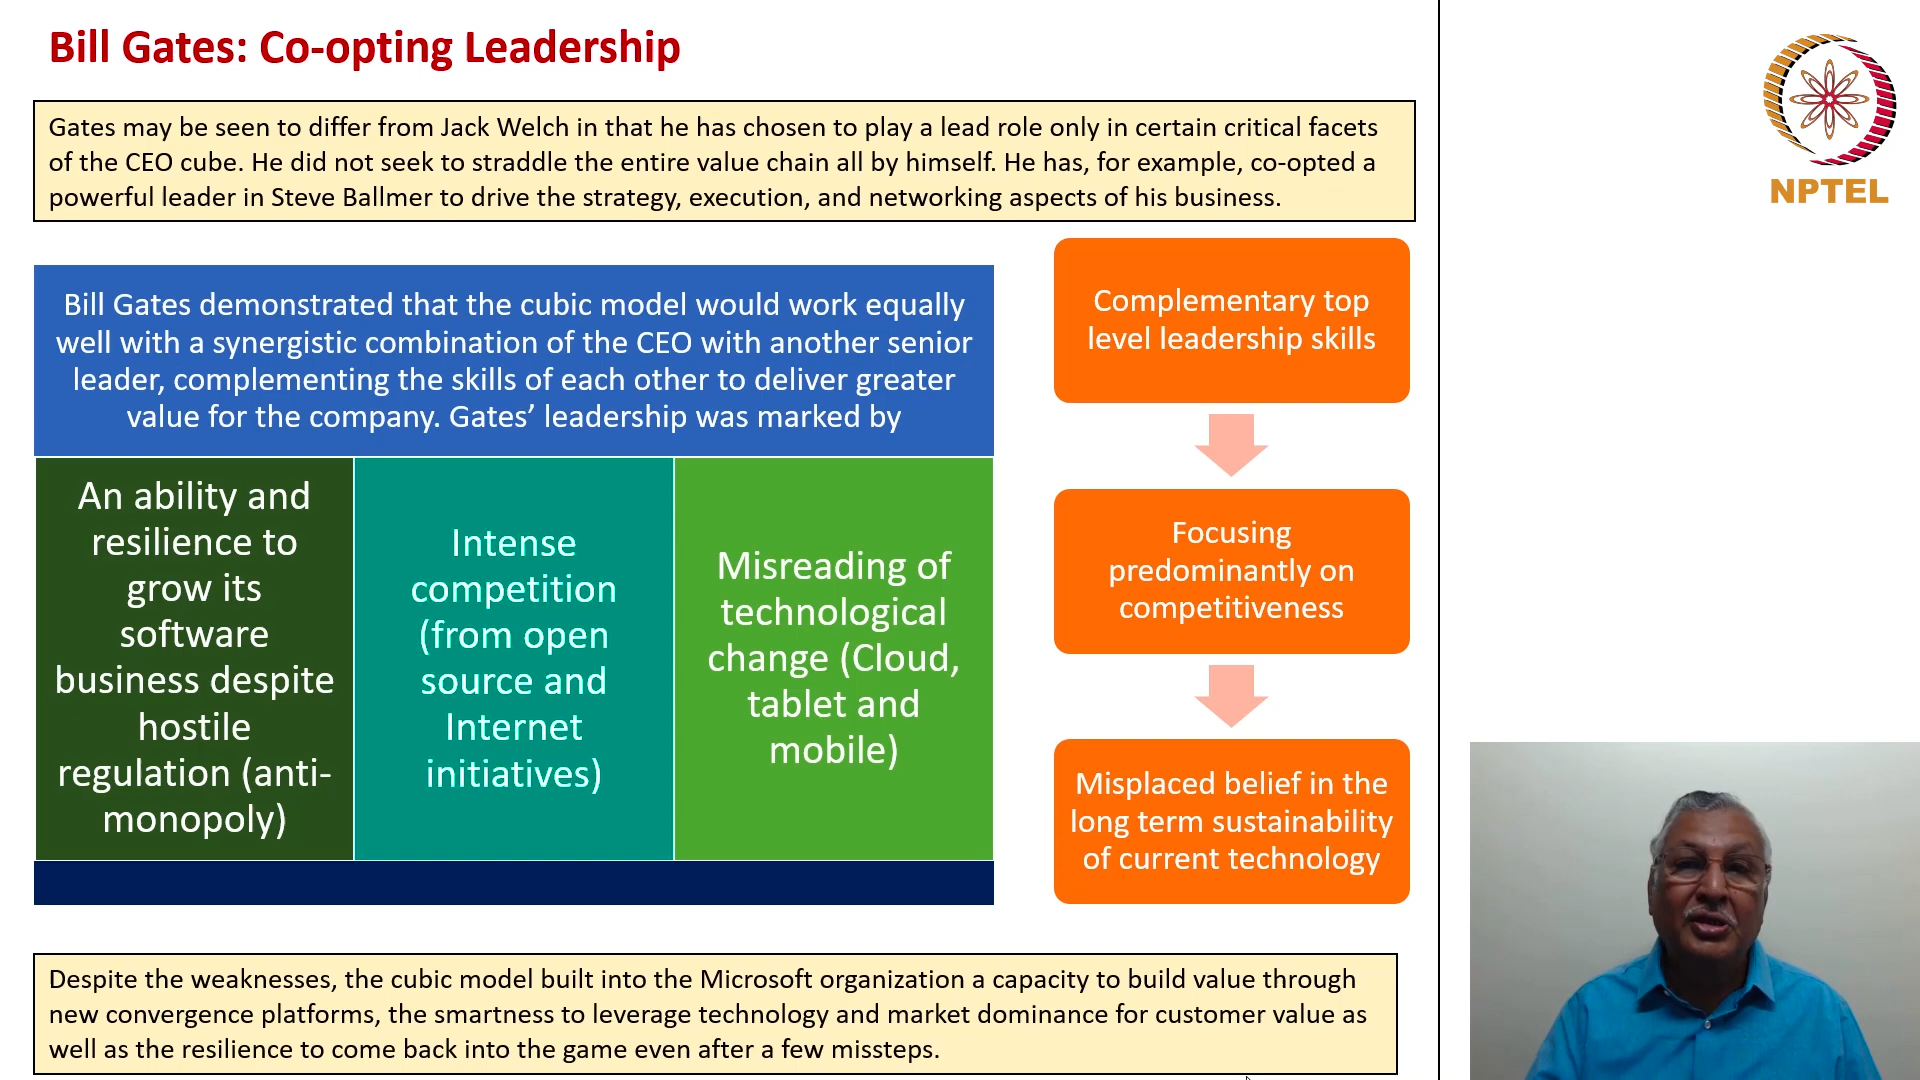 Bill Gates: Co-opting Leadership
Gates may be seen to differ from Jack Welch in that he has chosen to play a lead role only in certain critical facets
of the CEO cube. He did not seek to straddle the entire value chain all by himself. He has, for example, co-opted a
powerful leader in Steve Ballmer to drive the strategy, execution, and networking aspects of his business.
Bill Gates demonstrated that the cubic model would work equally
well with a synergistic combination of the CEO with another senior
leader, complementing the skills of each other to deliver greater
value for the company. Gates’ leadership was marked by
An ability and
resilience to
grow its
software
business despite
hostile
regulation (anti-
monopoly)
Intense
competition
(from open
source and
Internet
initiatives)
Misreading of
technological
change (Cloud,
tablet and
mobile)
Complementary top
level leadership skills
Focusing
predominantly on
competitiveness
Misplaced belief in the
long term sustainability
of current technology
Despite the weaknesses, the cubic model built into the Microsoft organization a capacity to build value through
new convergence platforms, the smartness to leverage technology and market dominance for customer value as
well as the resilience to come back into the game even after a few missteps.
NPTEL